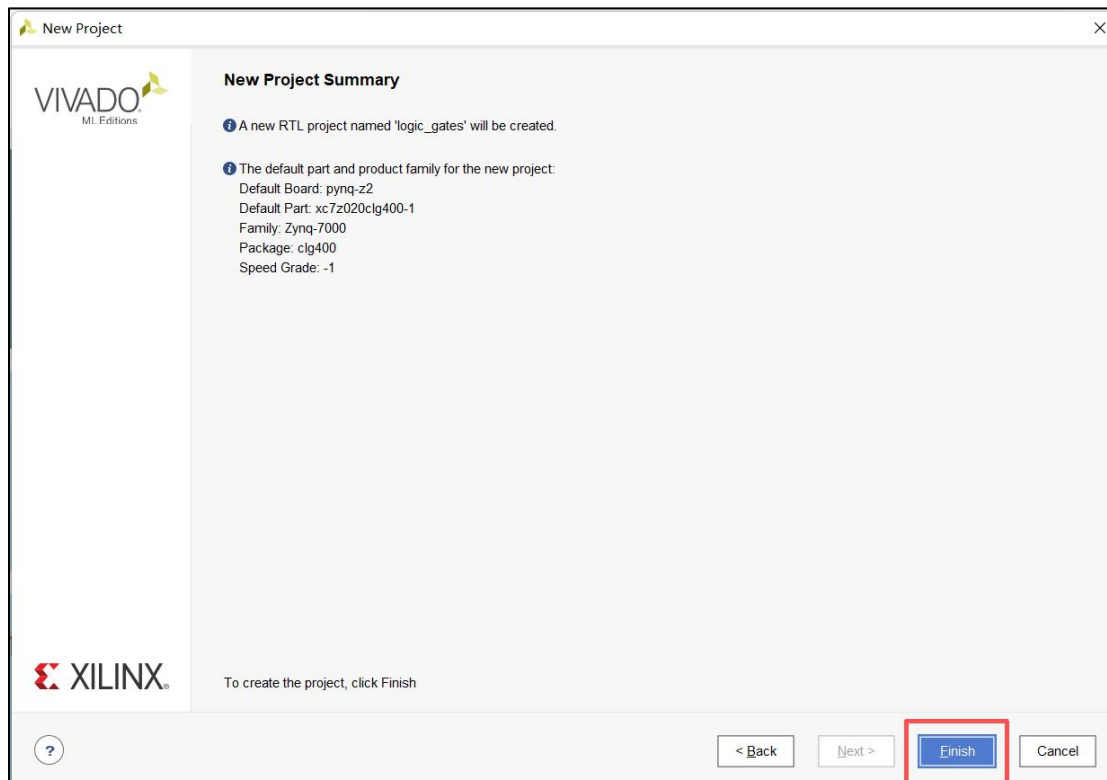 New Project
VIVADO
ML Editions
New Project Summary
A new RTL project named 'logic_gates' will be created.
The default part and product family for the new project:
Default Board: pynq-z2
Default Part: xc7z020clg400-1
Family: Zynq-7000
Package: clg400
Speed Grade: -1
XILINX
To create the project, click Finish
?
< Back
Next >
Finish
Cancel